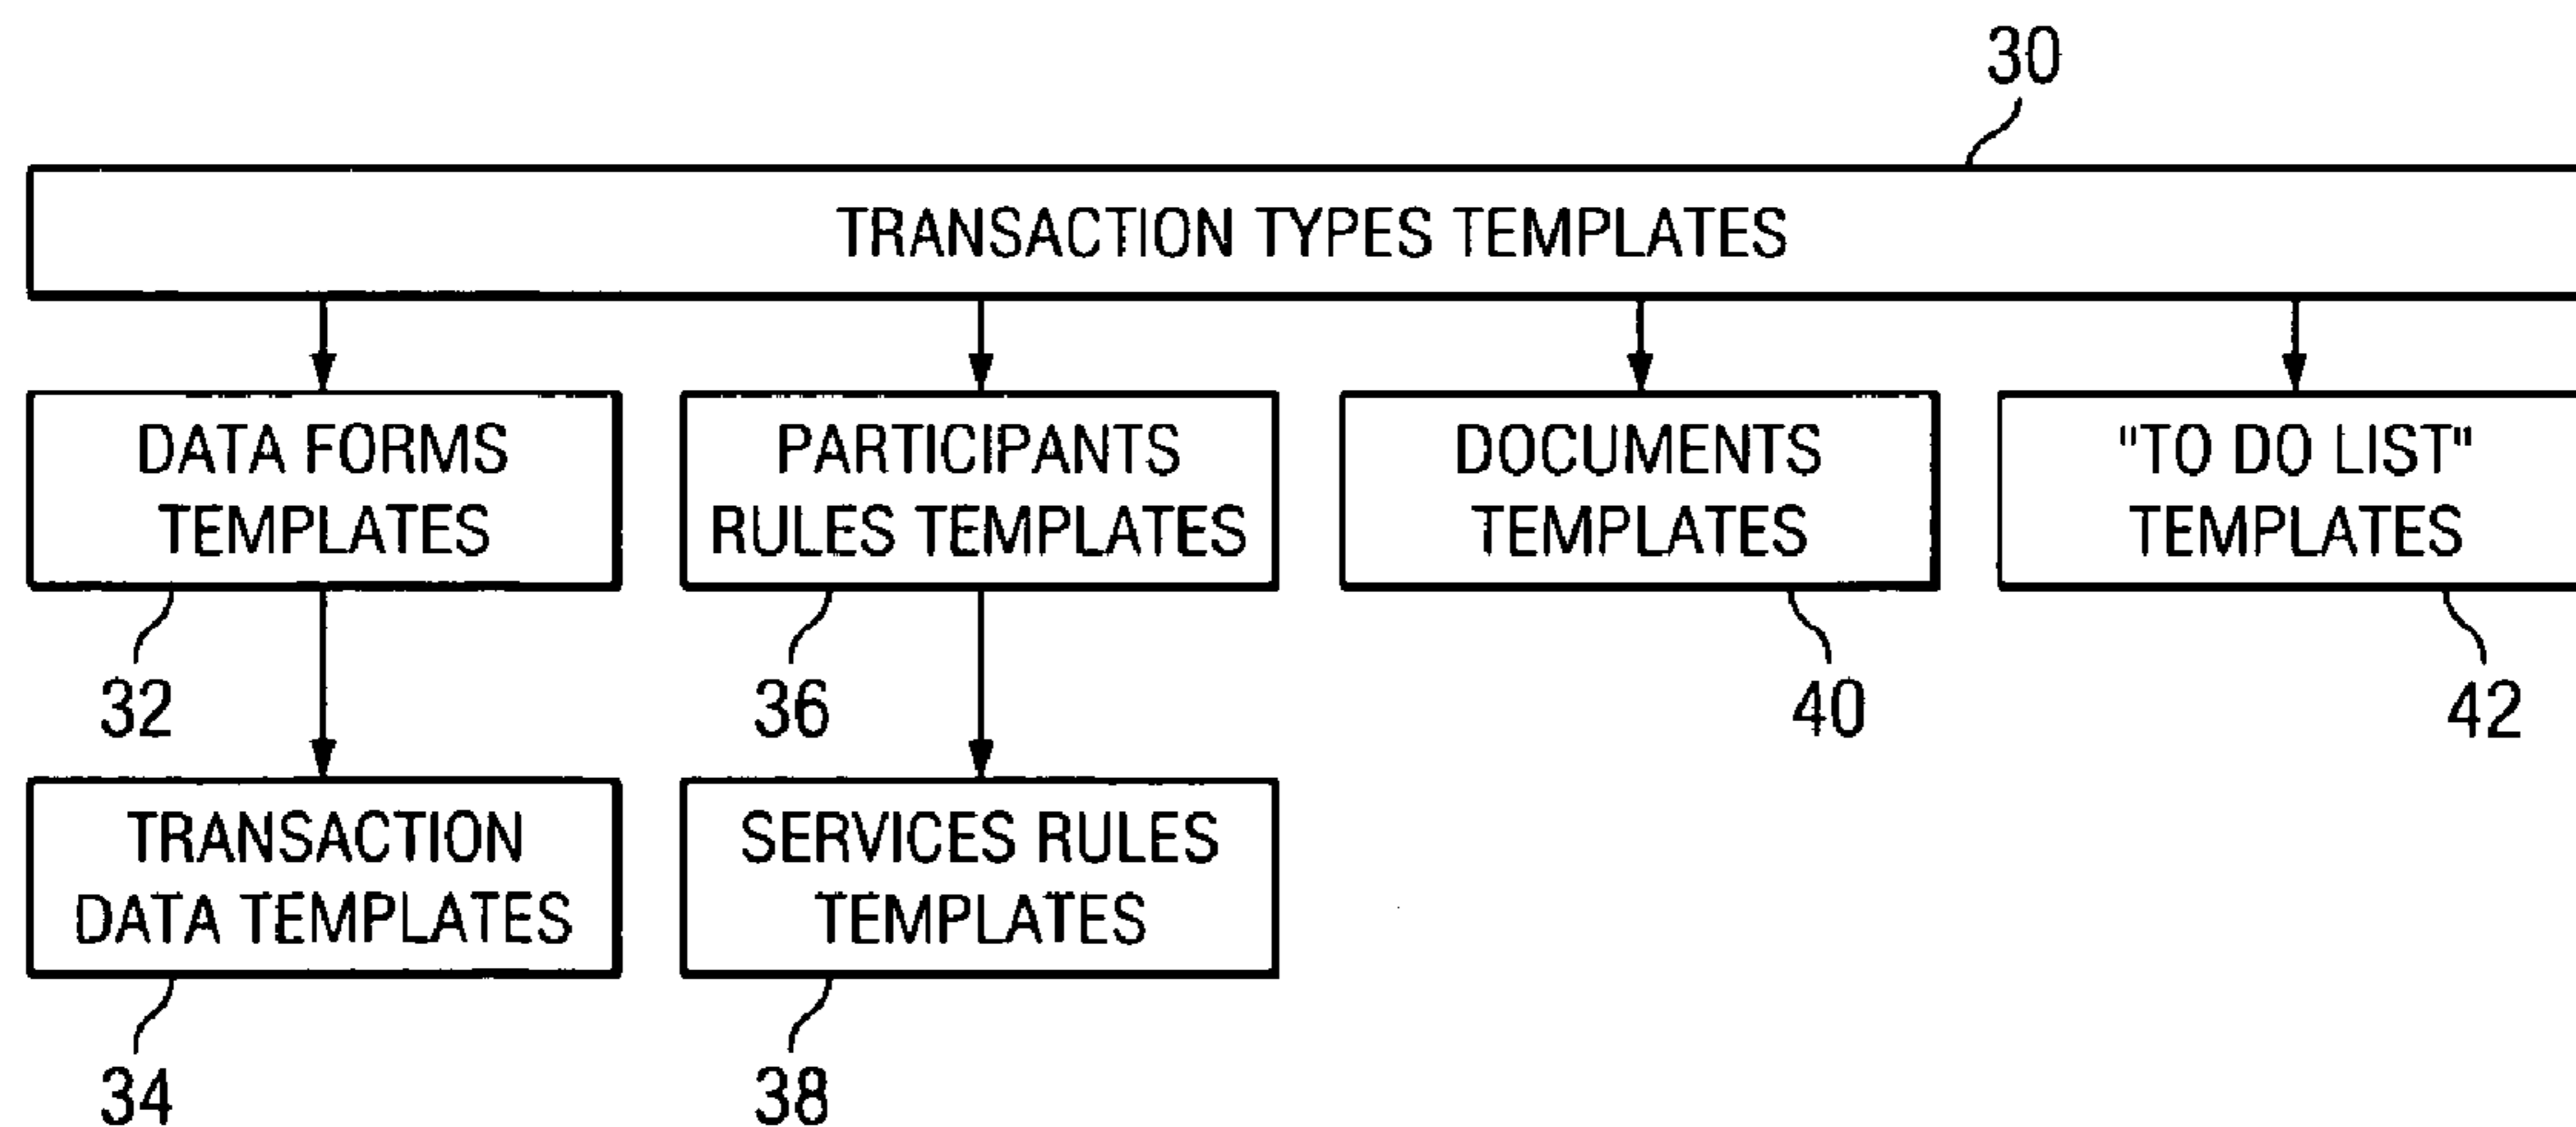 30
TRANSACTION TYPES TEMPLATES
DATA FORMS
TEMPLATES
PARTICIPANTS
RULES TEMPLATES
DOCUMENTS
TEMPLATES
"TO DO LIST"
TEMPLATES
32
36
40
42
TRANSACTION
DATA TEMPLATES
SERVICES RULES
TEMPLATES
34
38